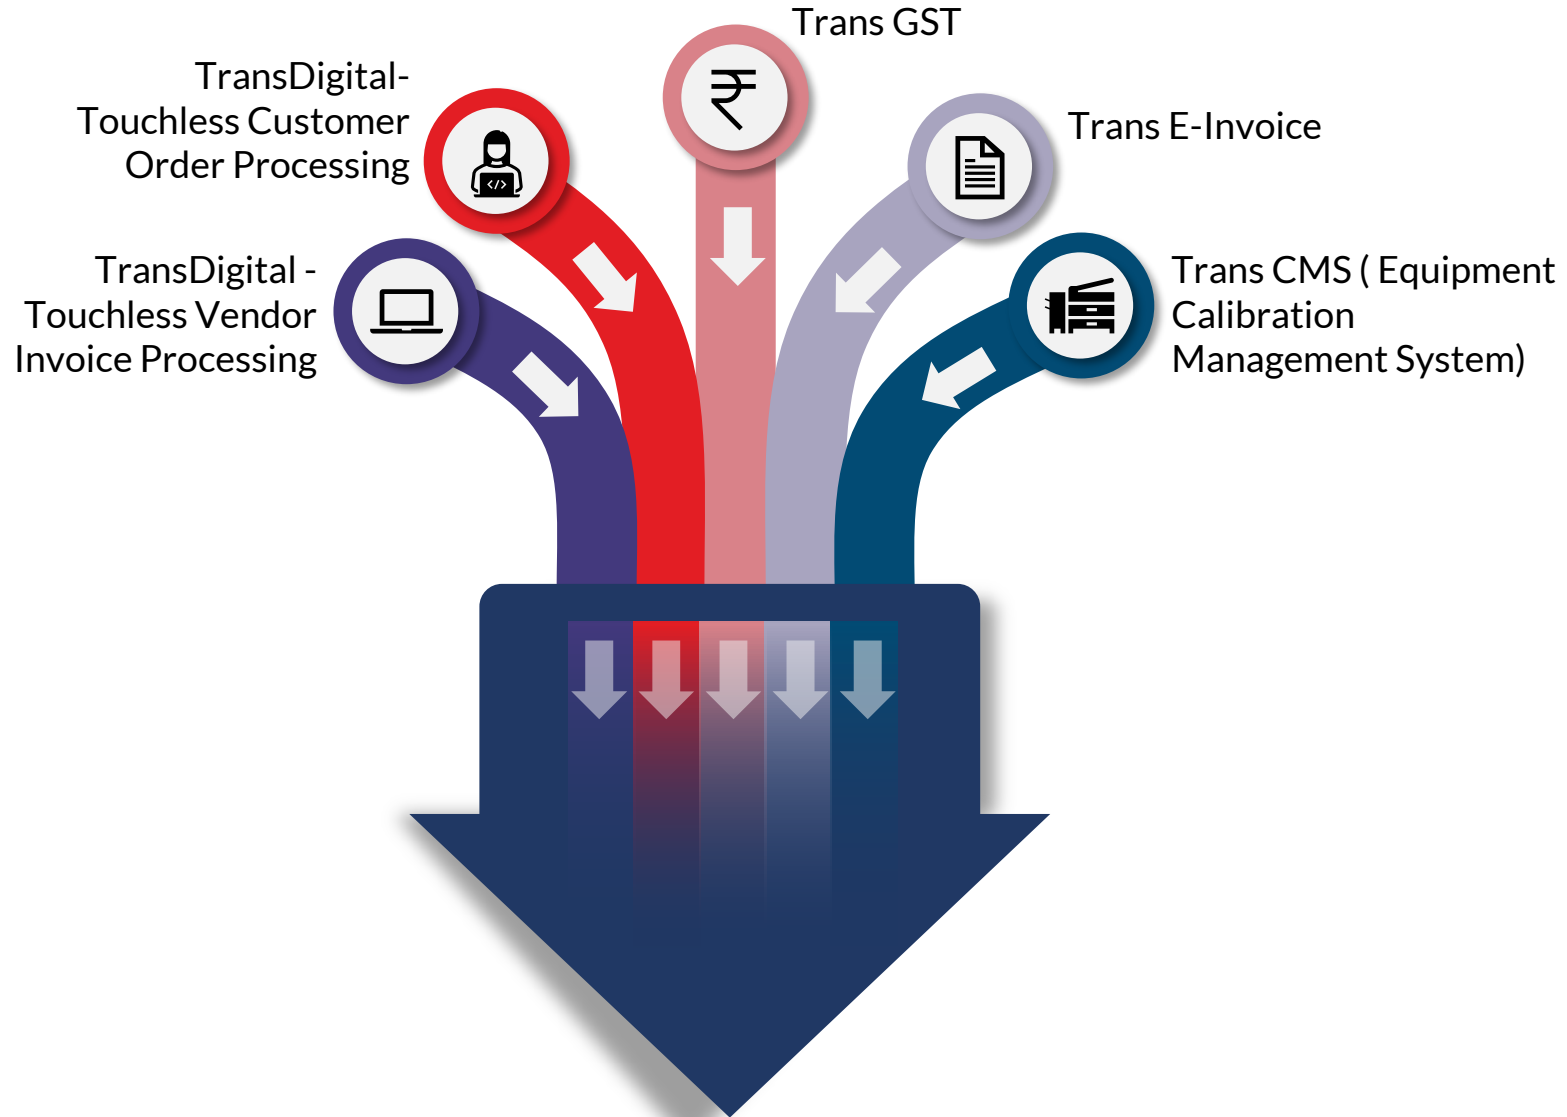 Trans GST
TransDigital-
Touchless Customer
Order Processing
Trans E-Invoice
TransDigital -
Touchless Vendor
Invoice Processing
Trans CMS ( Equipment
Calibration
Management System)
₹
</>